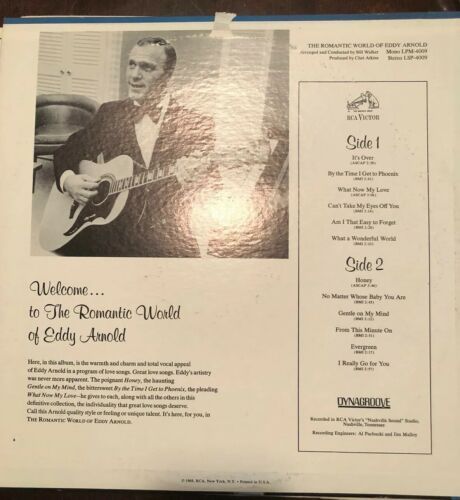 THE ROMANTIC WORLD OF EDDY ARNOLD
Arranged and Conducted by Bill Walker Mono LPM-4009
Produced by Chet Atkins Stereo LSP-4009
RCA VICTOR
Side 1
It's Over
By the Time I Get to Phoenix
What Now My Love
Can't Take My Eyes Off You
Am I That Easy to Forget
What a Wonderful World
Side 2
Honey
No Matter Whose Baby You Are
Gentle on My Mind
From This Minute On
Evergreen
I Really Go for You
DYNAGROOVE
Recorded in RCA Victor's "Nashville Sound" Studio,
Nashville, Tennessee
Recording Engineers: Al Pachucki and Jim Malloy
Welcome...
to The Romantic World
of Eddy Arnold
Here, in this album, is the warmth and charm and total vocal appeal
of Eddy Arnold in a program of love songs. Great love songs. Eddy's artistry
was never more apparent. The poignant Honey, the haunting
Gentle on My Mind, the bittersweet By the Time I Get to Phoenix, the pleading
What Now My Love—he gives to each, along with all the others in this
definitive collection, the individuality that great love songs deserve.
Call this Arnold quality style or feeling or unique talent. It's here, for you, in
THE ROMANTIC WORLD OF EDDY ARNOLD.
© 1968, RCA, New York, N.Y. • Printed in U.S.A.